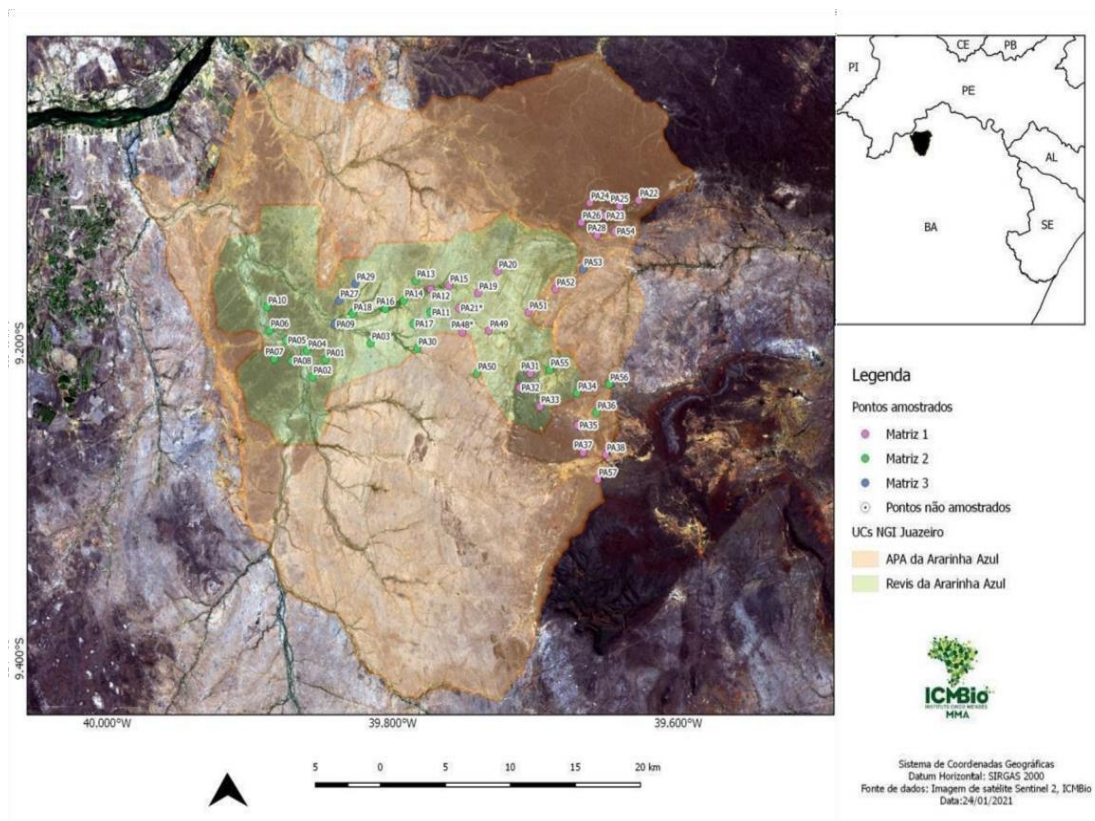 CE
PB
PI
PE
AL
BA
SE
PA24
PA25
PA22
PA26
PA23
PA28
PA54
PA53
PA20
PA13
PA29
PA15
PA52
PA27
PA14
PA12
PA19
PA10
PA18
PA16
PA11
PA21*
PA51
PA06
PA09
PA17
PA48*
PA49
PA05
PA04
PA03
PA30
PA07
PA08
PA01
PA02
PA50
PA31
PA55
PA32
PA34
PA56
PA33
PA36
PA35
PA37
PA38
PA57
9.200°S
9.400°S
40.000°W
39.800°W
39.600°W
5 0 5 10 15 20 km
Legenda
Pontos amostrados
Matriz 1
Matriz 2
Matriz 3
Pontos não amostrados
UCs NGI Juazeiro
APA da Ararinha Azul
Revis da Ararinha Azul
ICMBio
INSTITUTO CHICO MENDES
MMA
Sistema de Coordenadas Geográficas
Datum Horizontal: SIRGAS 2000
Fonte de dados: Imagem de satélite Sentinel 2, ICMBio
Data:24/01/2021